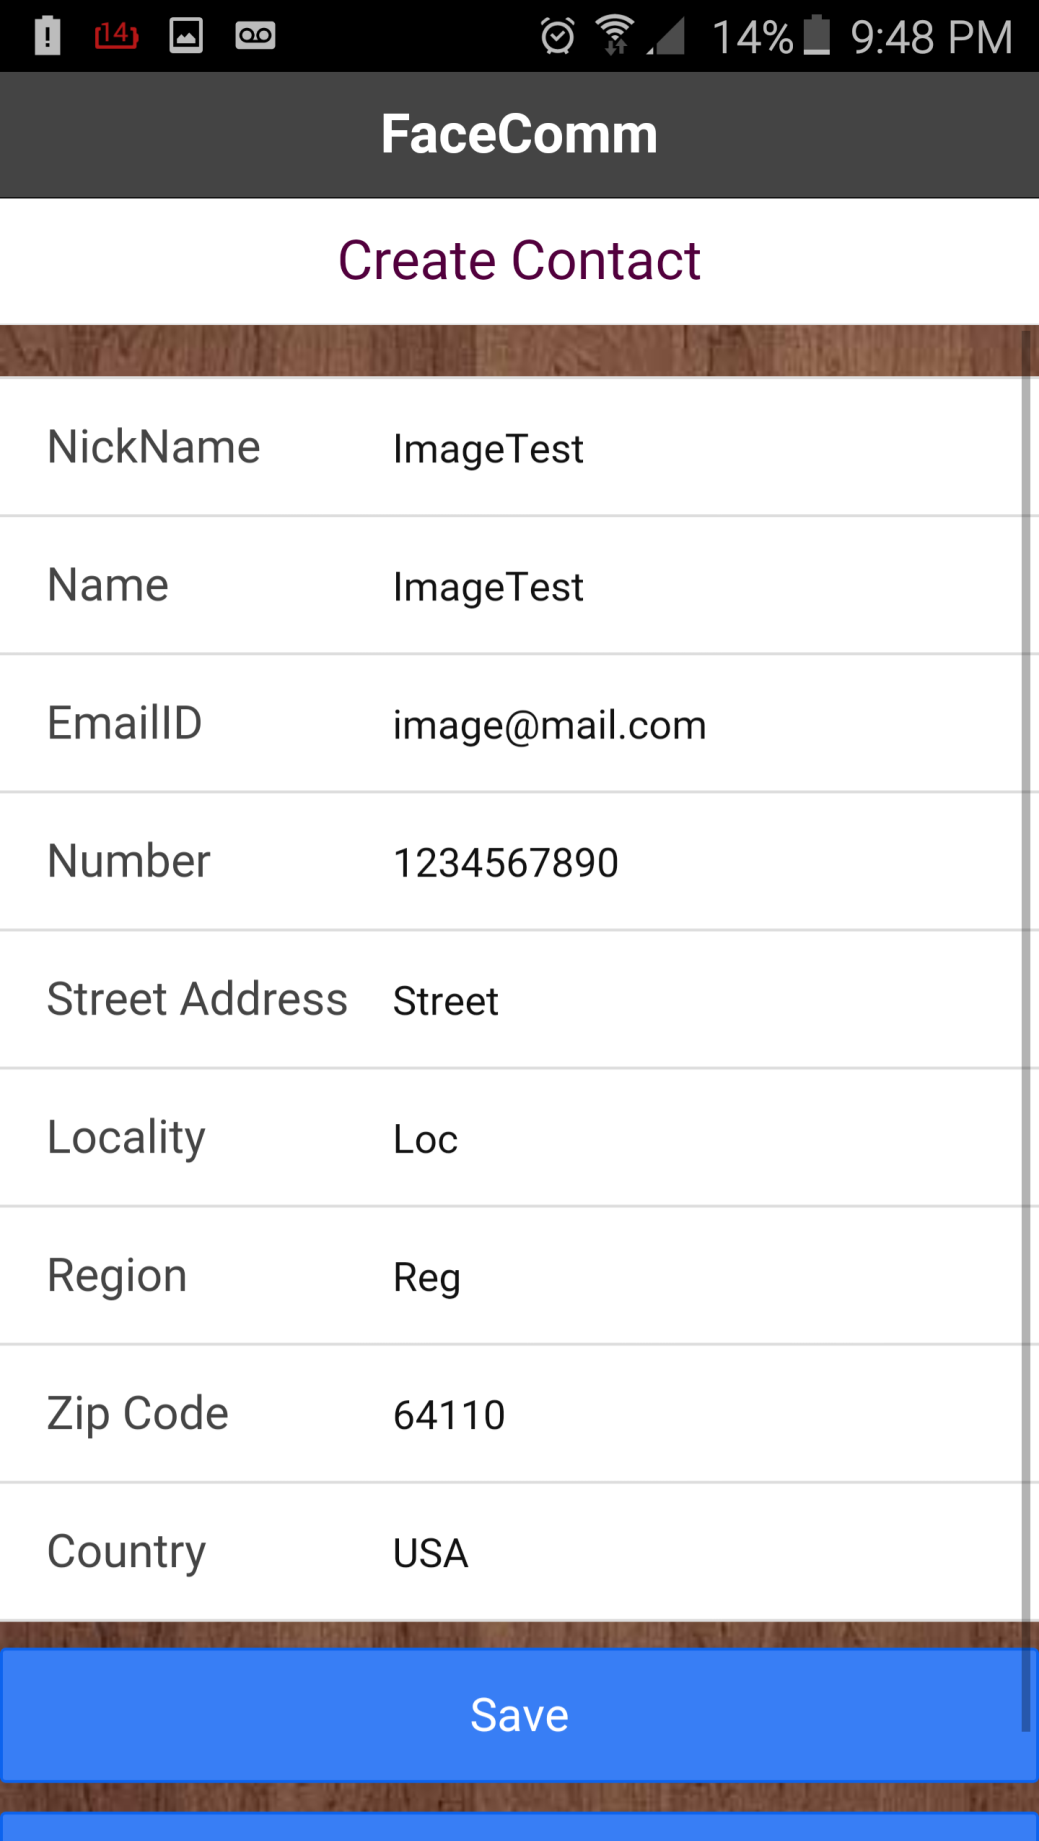 14
14% 9:48 PM
FaceComm
Create Contact
NickName ImageTest
Name ImageTest
EmailID image@mail.com
Number 1234567890
Street Address Street
Locality Loc
Region Reg
Zip Code 64110
Country USA
Save